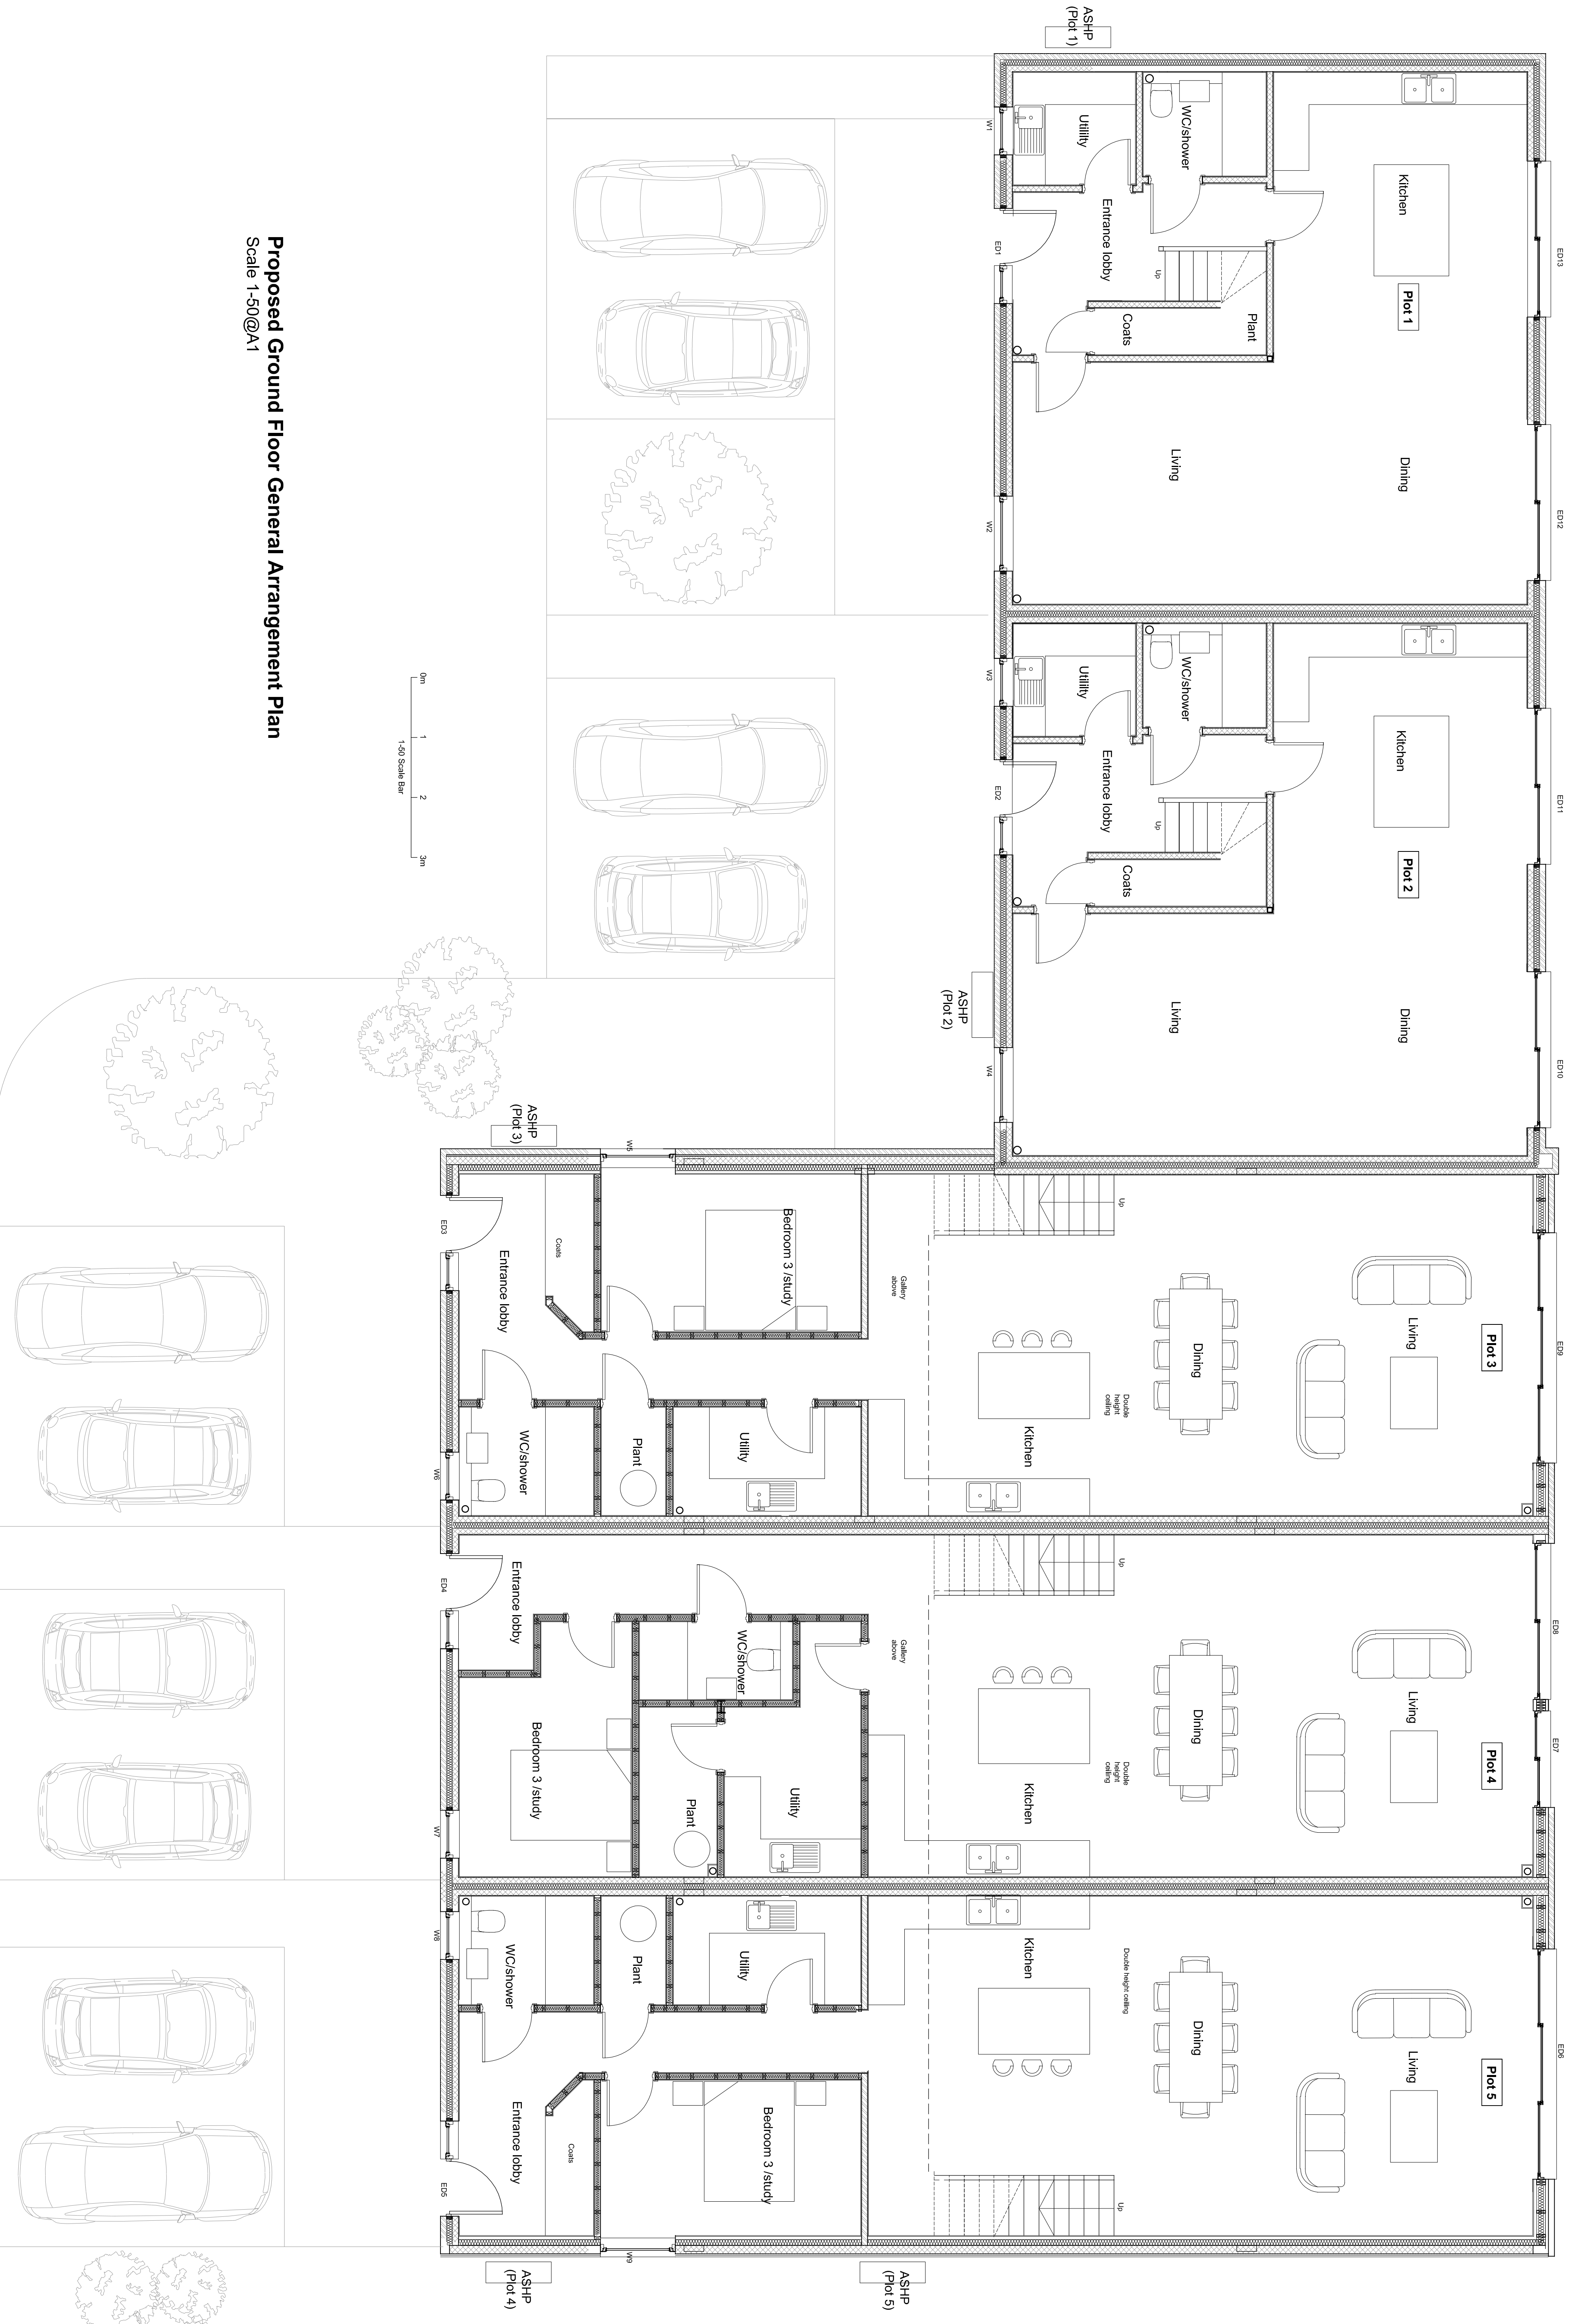 ASHP
(Plot 1)
W1
Utility
WC/shower
Kitchen
ED13
ED1
Entrance lobby
Up
Plot 1
Coats
Plant
Living
Dining
W2
ED12
W3
Utility
WC/shower
Kitchen
ED11
ED2
Entrance lobby
Up
Plot 2
Coats
ASHP
(Plot 2)
Living
Dining
W4
ED10
Proposed Ground Floor General Arrangement Plan
Scale 1-50@A1
0m
1
2
3m
1-50 Scale Bar
ASHP
(Plot 3)
W5
ED3
Entrance lobby
Coats
Bedroom 3 /study
Gallery
above
Up
Dining
Living
Plot 3
ED9
Double
height
ceiling
Kitchen
W6
WC/shower
Plant
Utility
ED4
Entrance lobby
WC/shower
Gallery
above
Up
Dining
Living
Plot 4
ED8
ED7
Bedroom 3 /study
Plant
Utility
Double
height
ceiling
Kitchen
W7
W8
WC/shower
Plant
Utility
Kitchen
Double height ceiling
Dining
Living
Plot 5
ED6
Entrance lobby
Coats
Bedroom 3 /study
Up
ED5
W9
ASHP
(Plot 4)
ASHP
(Plot 5)